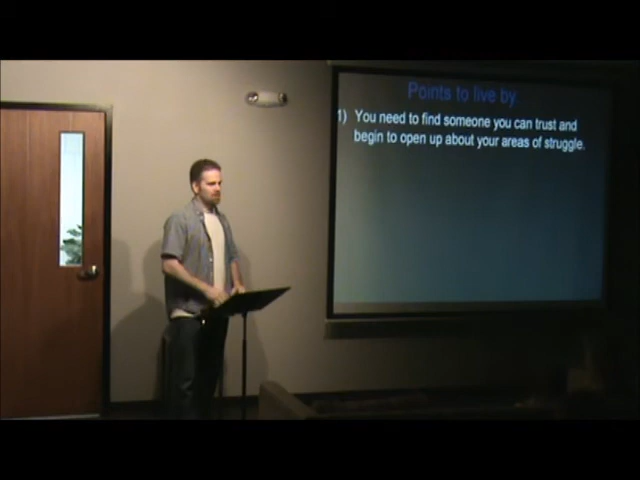 Points to live by
1) You need to find someone you can trust and
begin to open up about your areas of struggle.